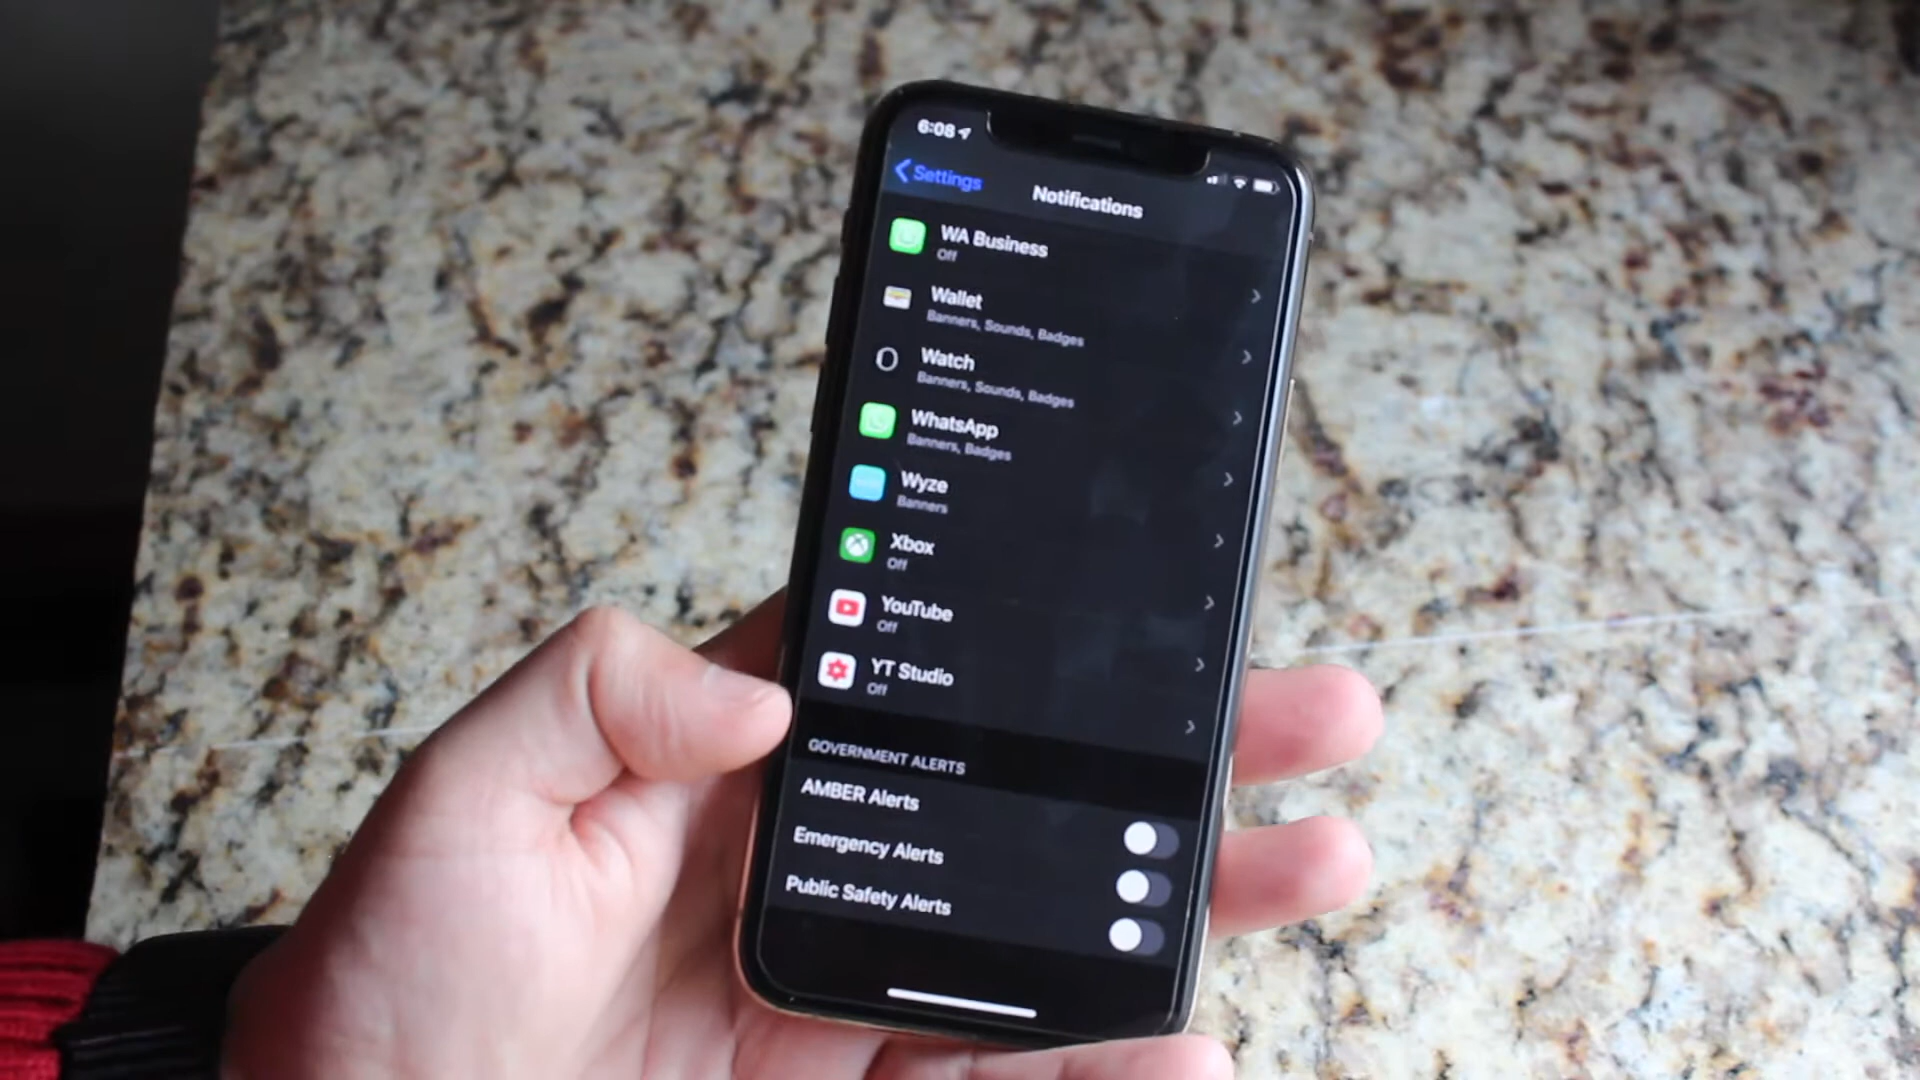 6:08
Settings
Notifications
WA Business
Off
Wallet
Banners, Sounds, Badges
Watch
Banners, Sounds, Badges
WhatsApp
Banners, Badges
Wyze
Banners
Xbox
Off
YouTube
Off
YT Studio
Off
GOVERNMENT ALERTS
AMBER Alerts
Emergency Alerts
Public Safety Alerts